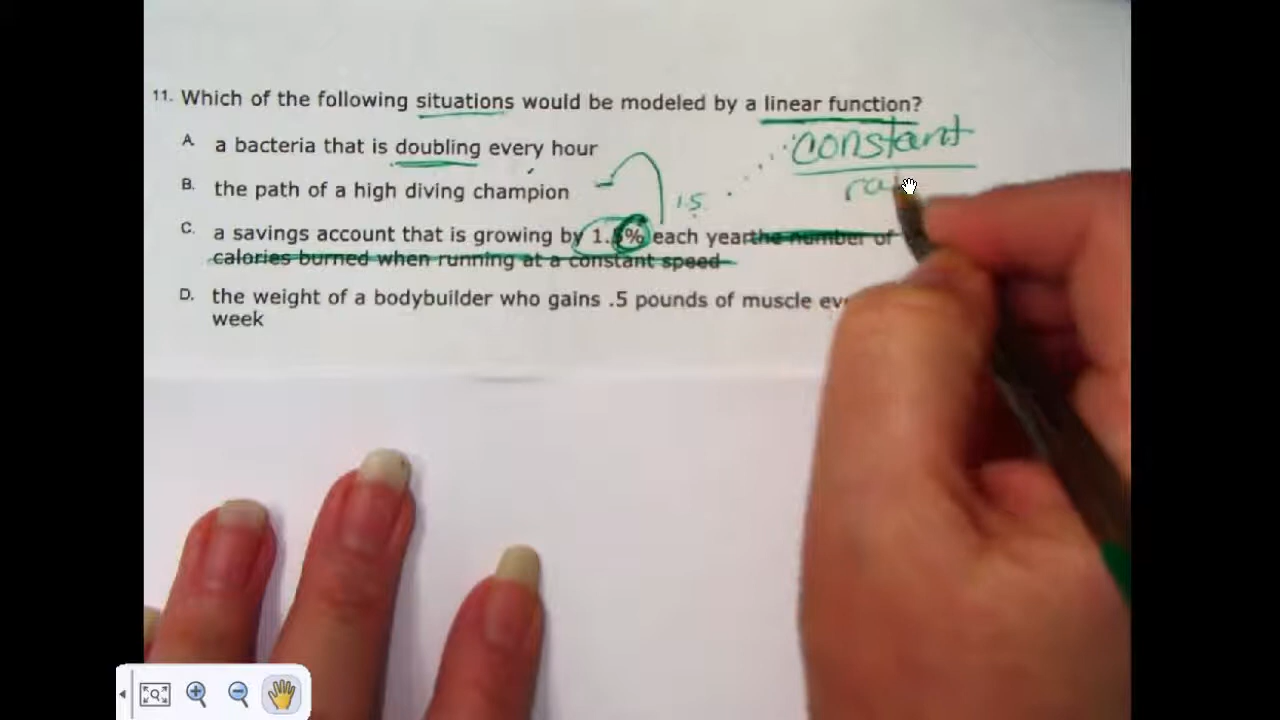 11. Which of the following situations would be modeled by a linear function?
constant
A. a bacteria that is doubling every hour
ra
B. the path of a high diving champion
1.5
C. a savings account that is growing by 1.5% each year the number of
calories burned when running at a constant speed
D. the weight of a bodybuilder who gains .5 pounds of muscle
week